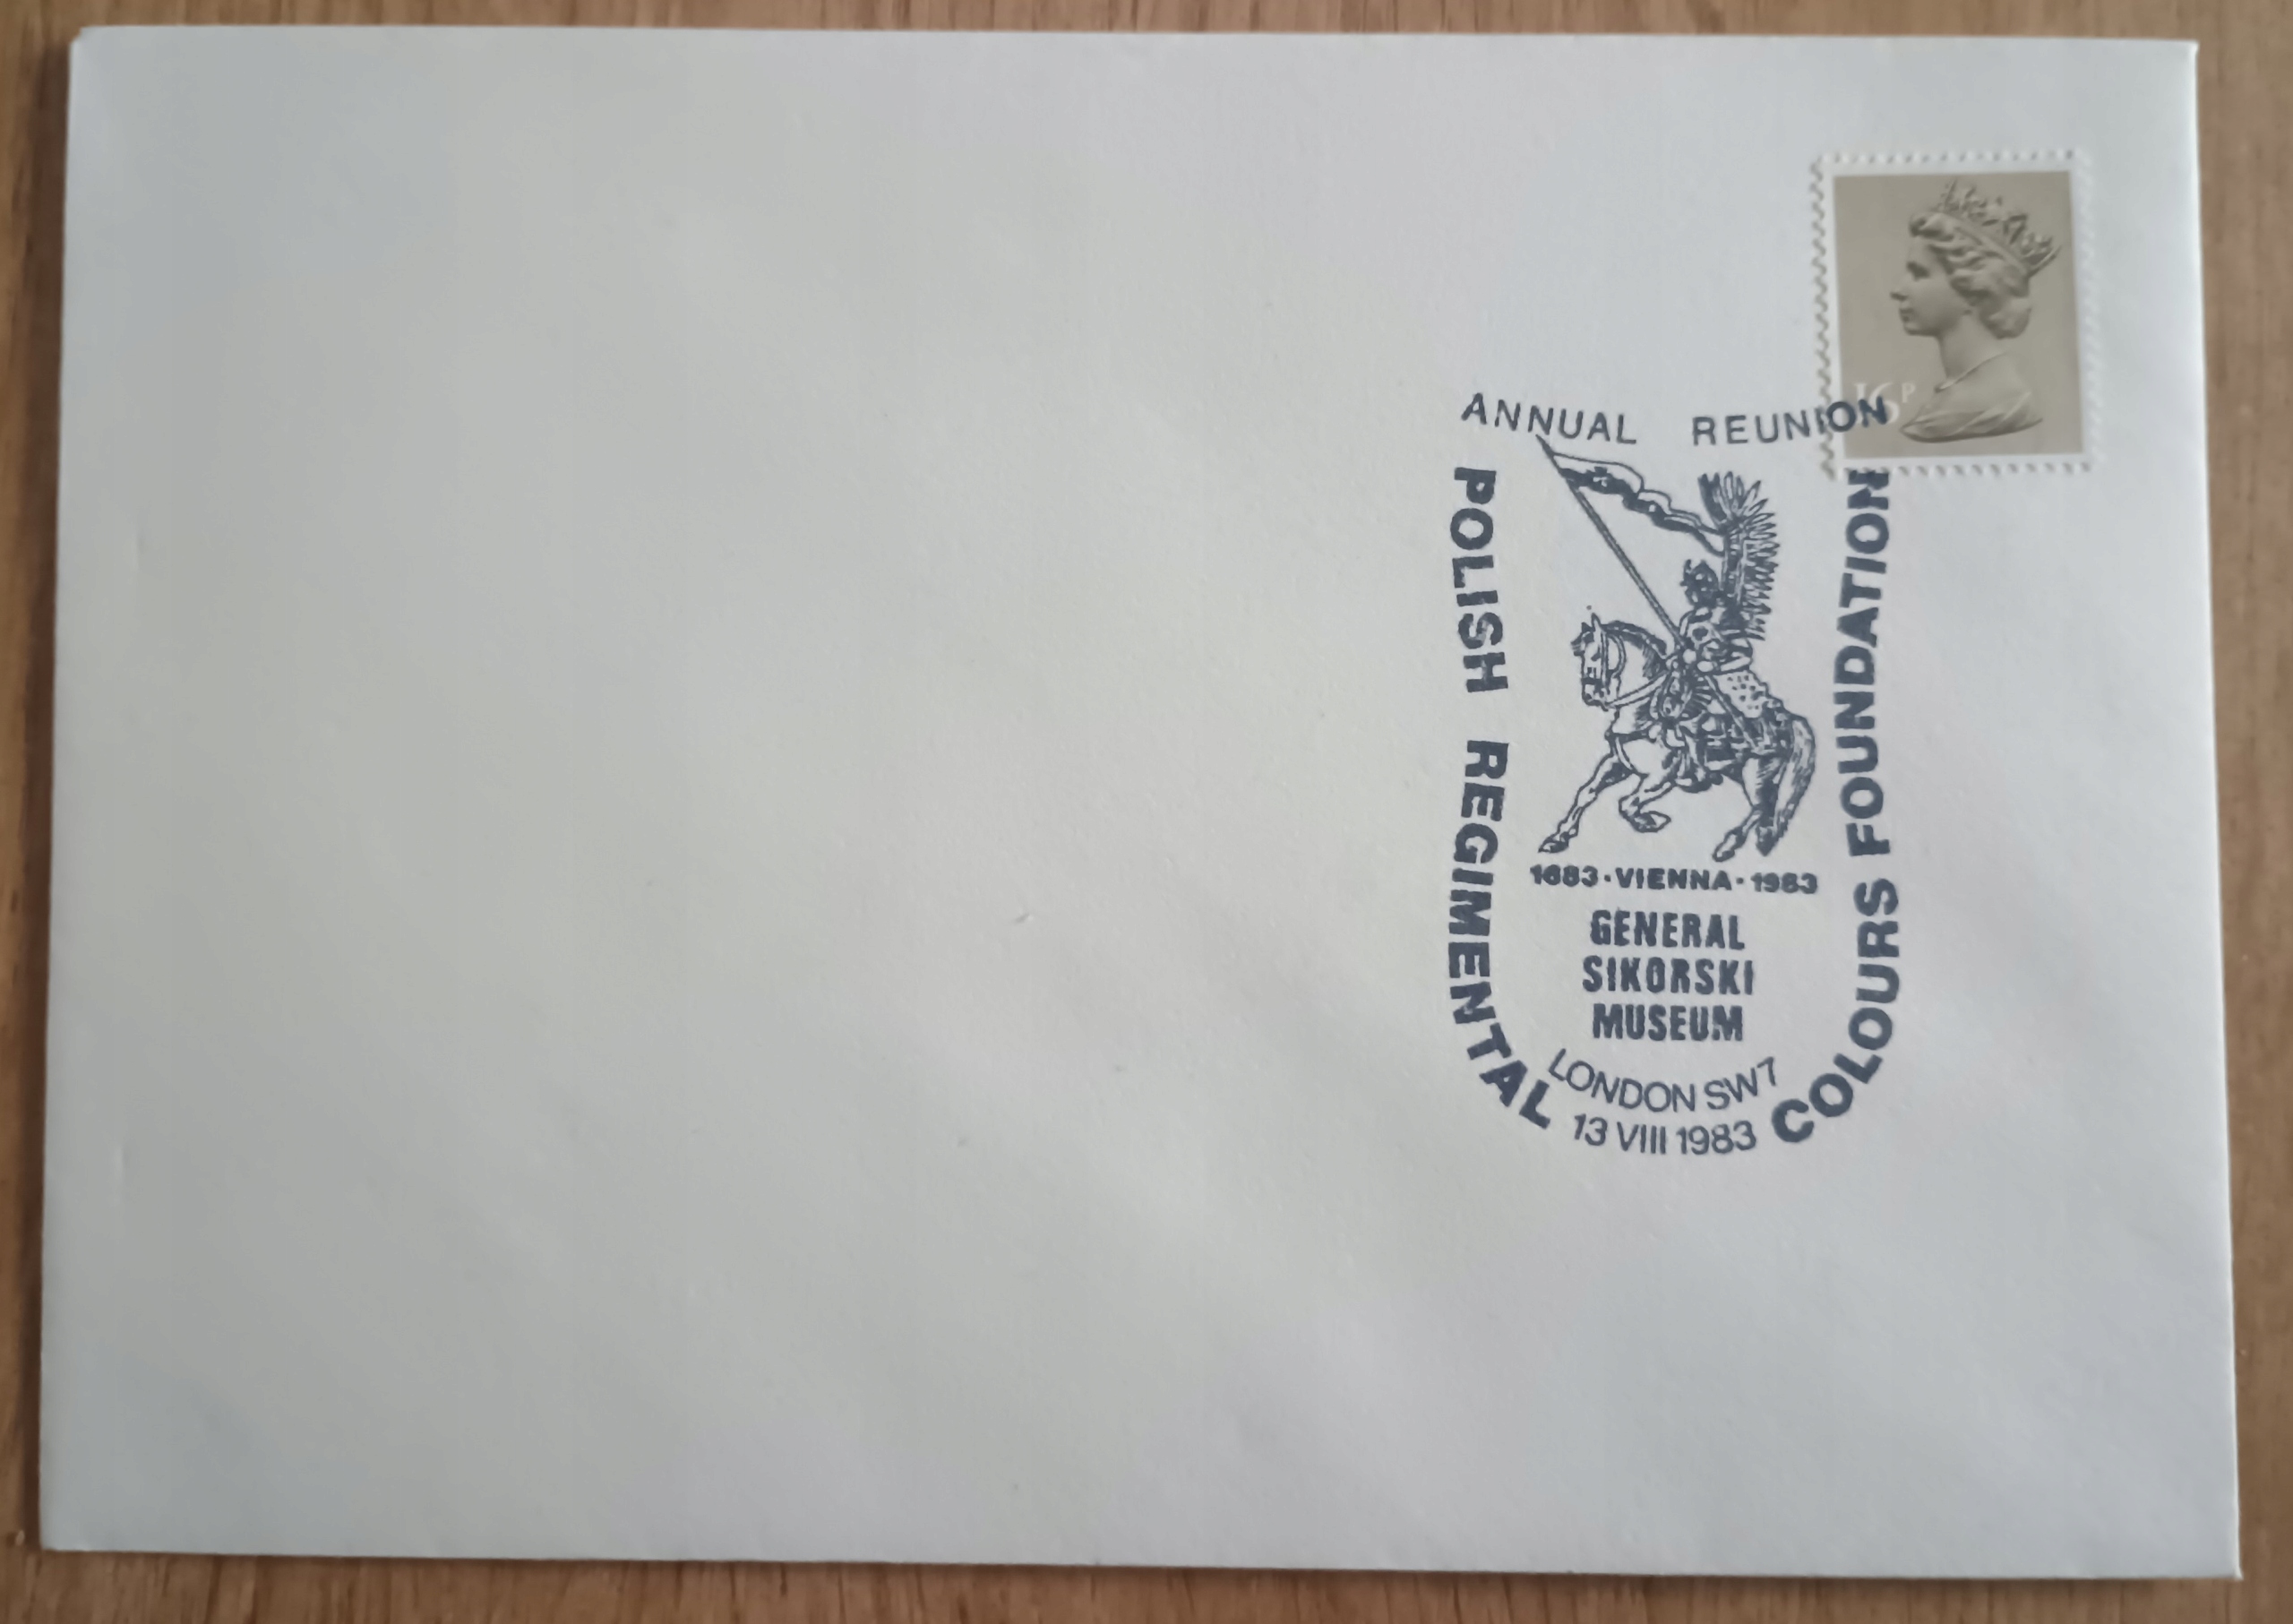 16P
ANNUAL REUNION
POLISH REGIMENTAL COLOURS FOUNDATION
1683·VIENNA·1983
GENERAL
SIKORSKI
MUSEUM
LONDON SW7
13 VIII 1983